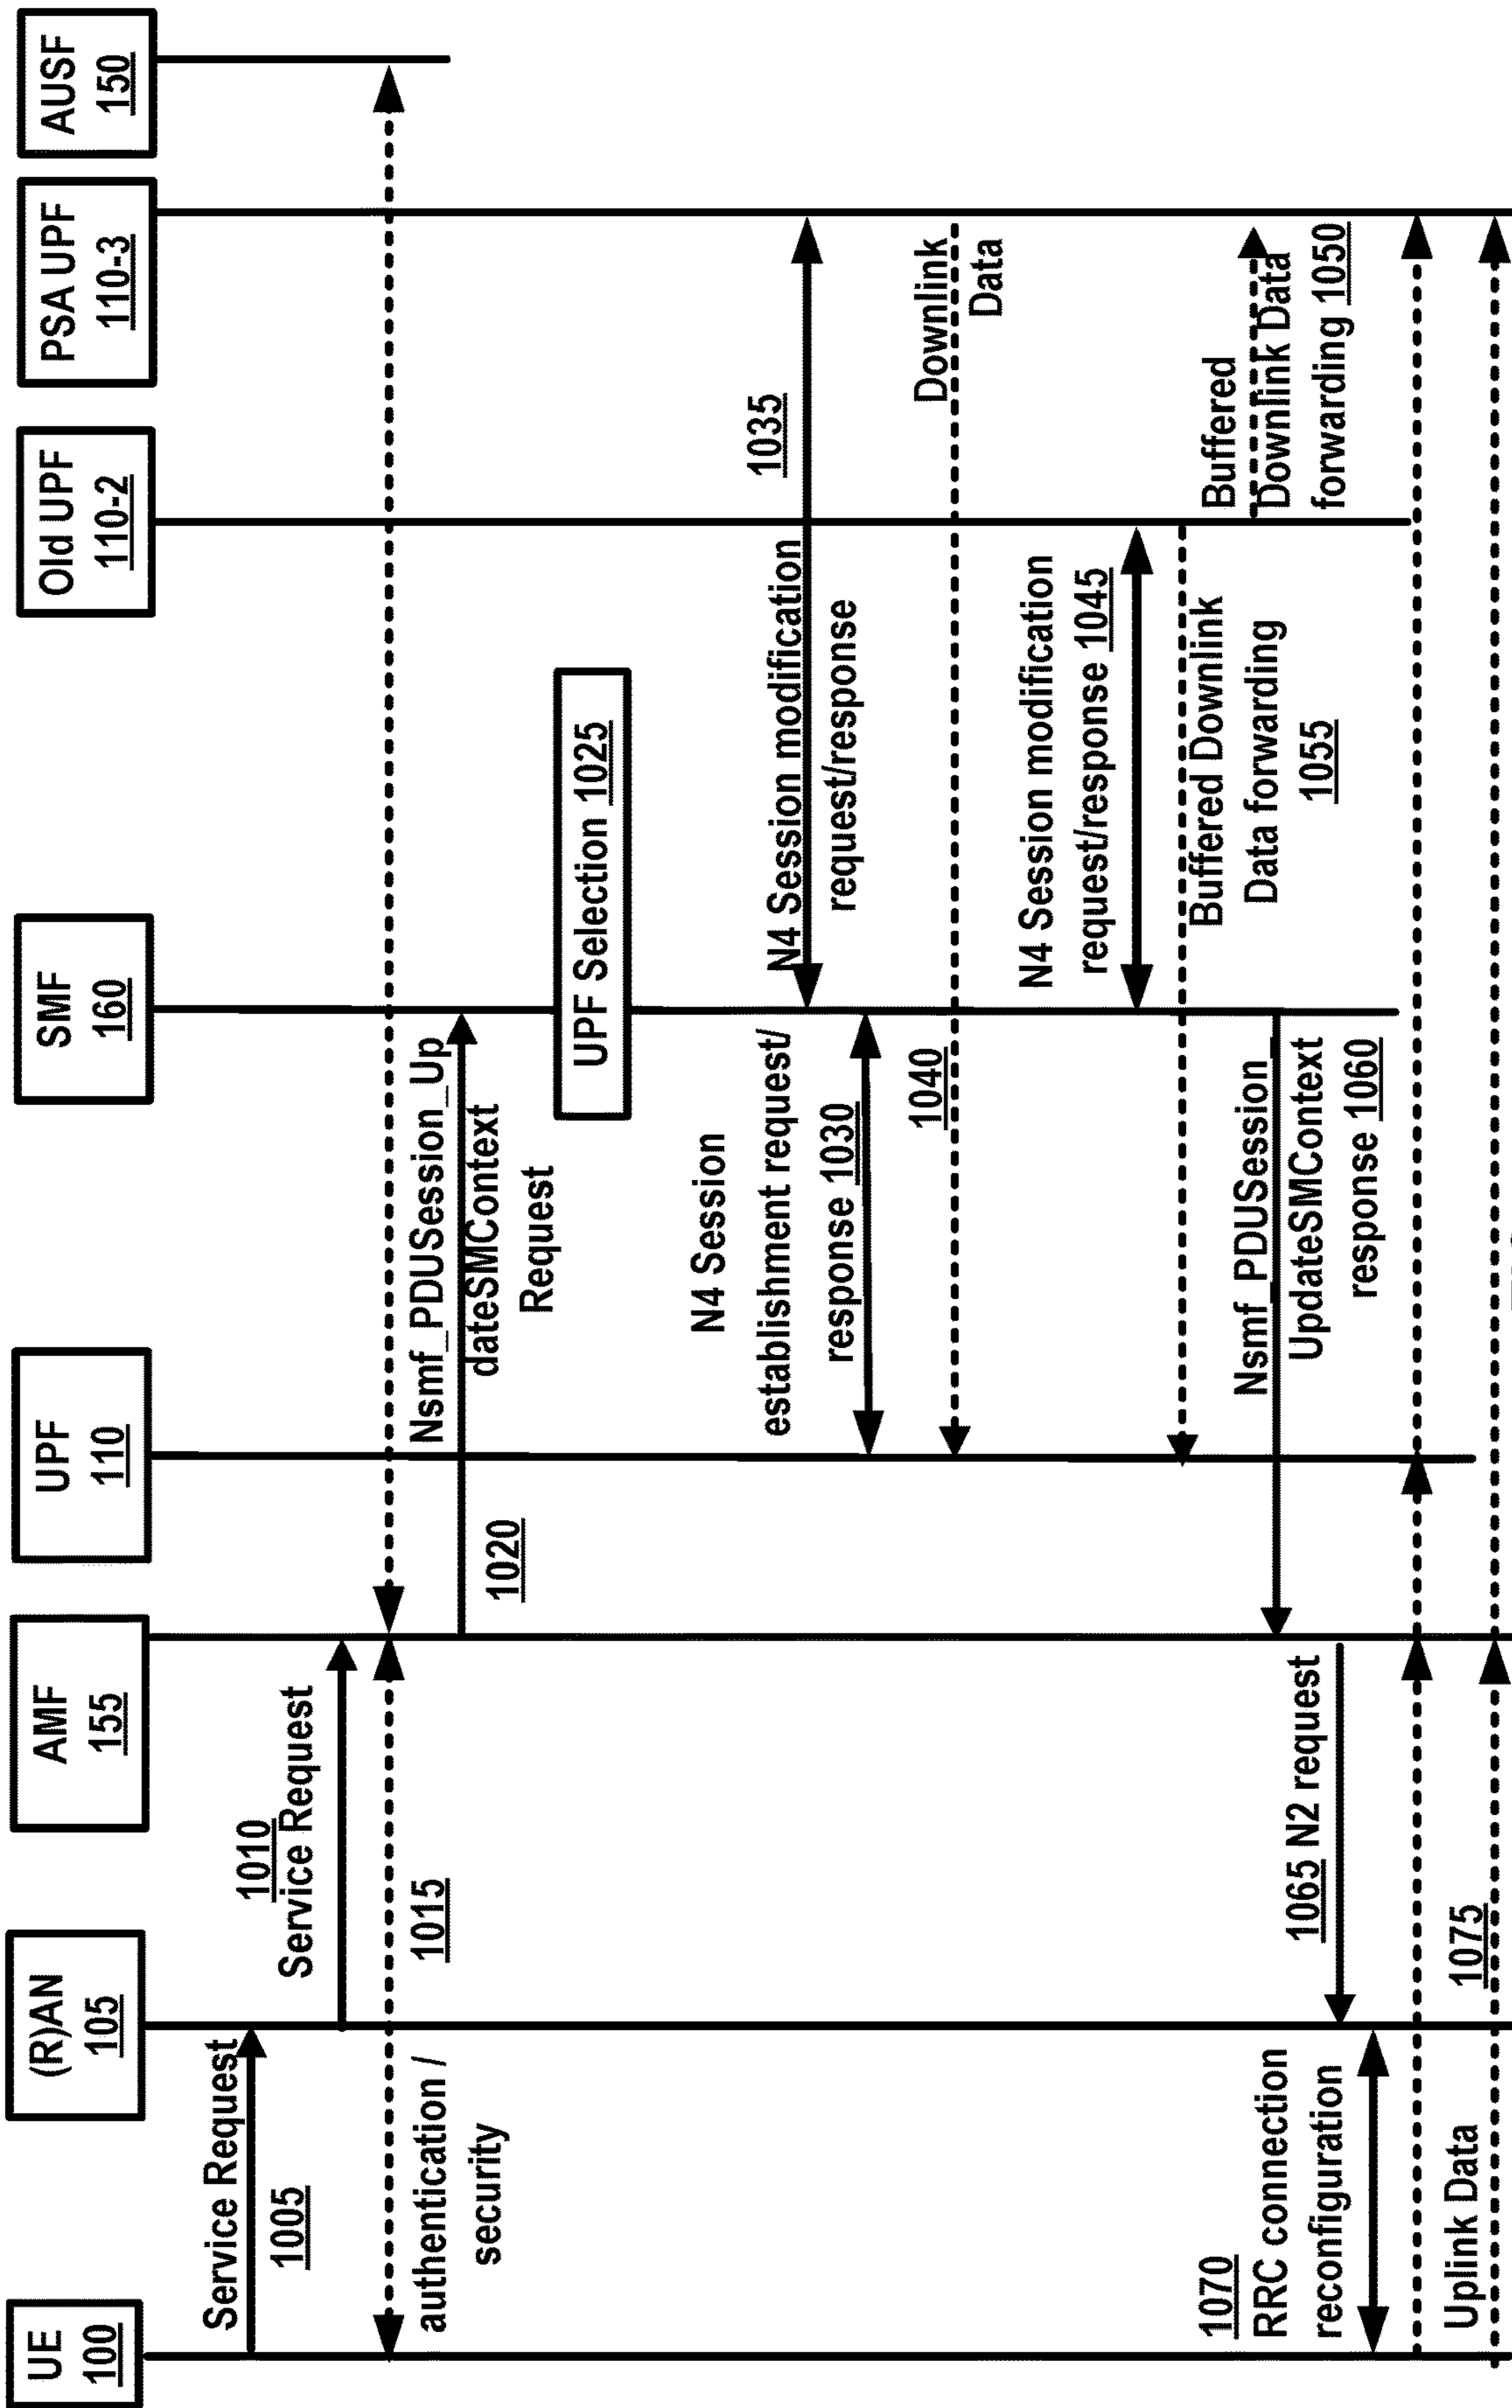 UE
100
(R)AN
105
AMF
155
UPF
110
SMF
160
Old UPF
110-2
PSA UPF
110-3
AUSF
150
Service Request
1005
1010
Service Request
authentication /
security
1015
Nsmf_PDUSession_Up
dateSMContext
Request
1020
UPF Selection 1025
N4 Session
establishment request/
response 1030
N4 Session modification
request/response
1035
1040
Downlink
Data
N4 Session modification
request/response 1045
Buffered
Downlink Data
forwarding 1050
Buffered Downlink
Data forwarding
1055
Nsmf_PDUSession_
UpdateSMContext
response 1060
1065 N2 request
1070
RRC connection
reconfiguration
Uplink Data
1075